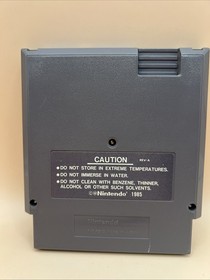 CAUTION
REV-A
•DO NOT STORE IN EXTREME TEMPERATURES.
•DO NOT IMMERSE IN WATER.
•DO NOT CLEAN WITH BENZENE, THINNER,
ALCOHOL OR OTHER SUCH SOLVENTS.
©®Nintendo 1985